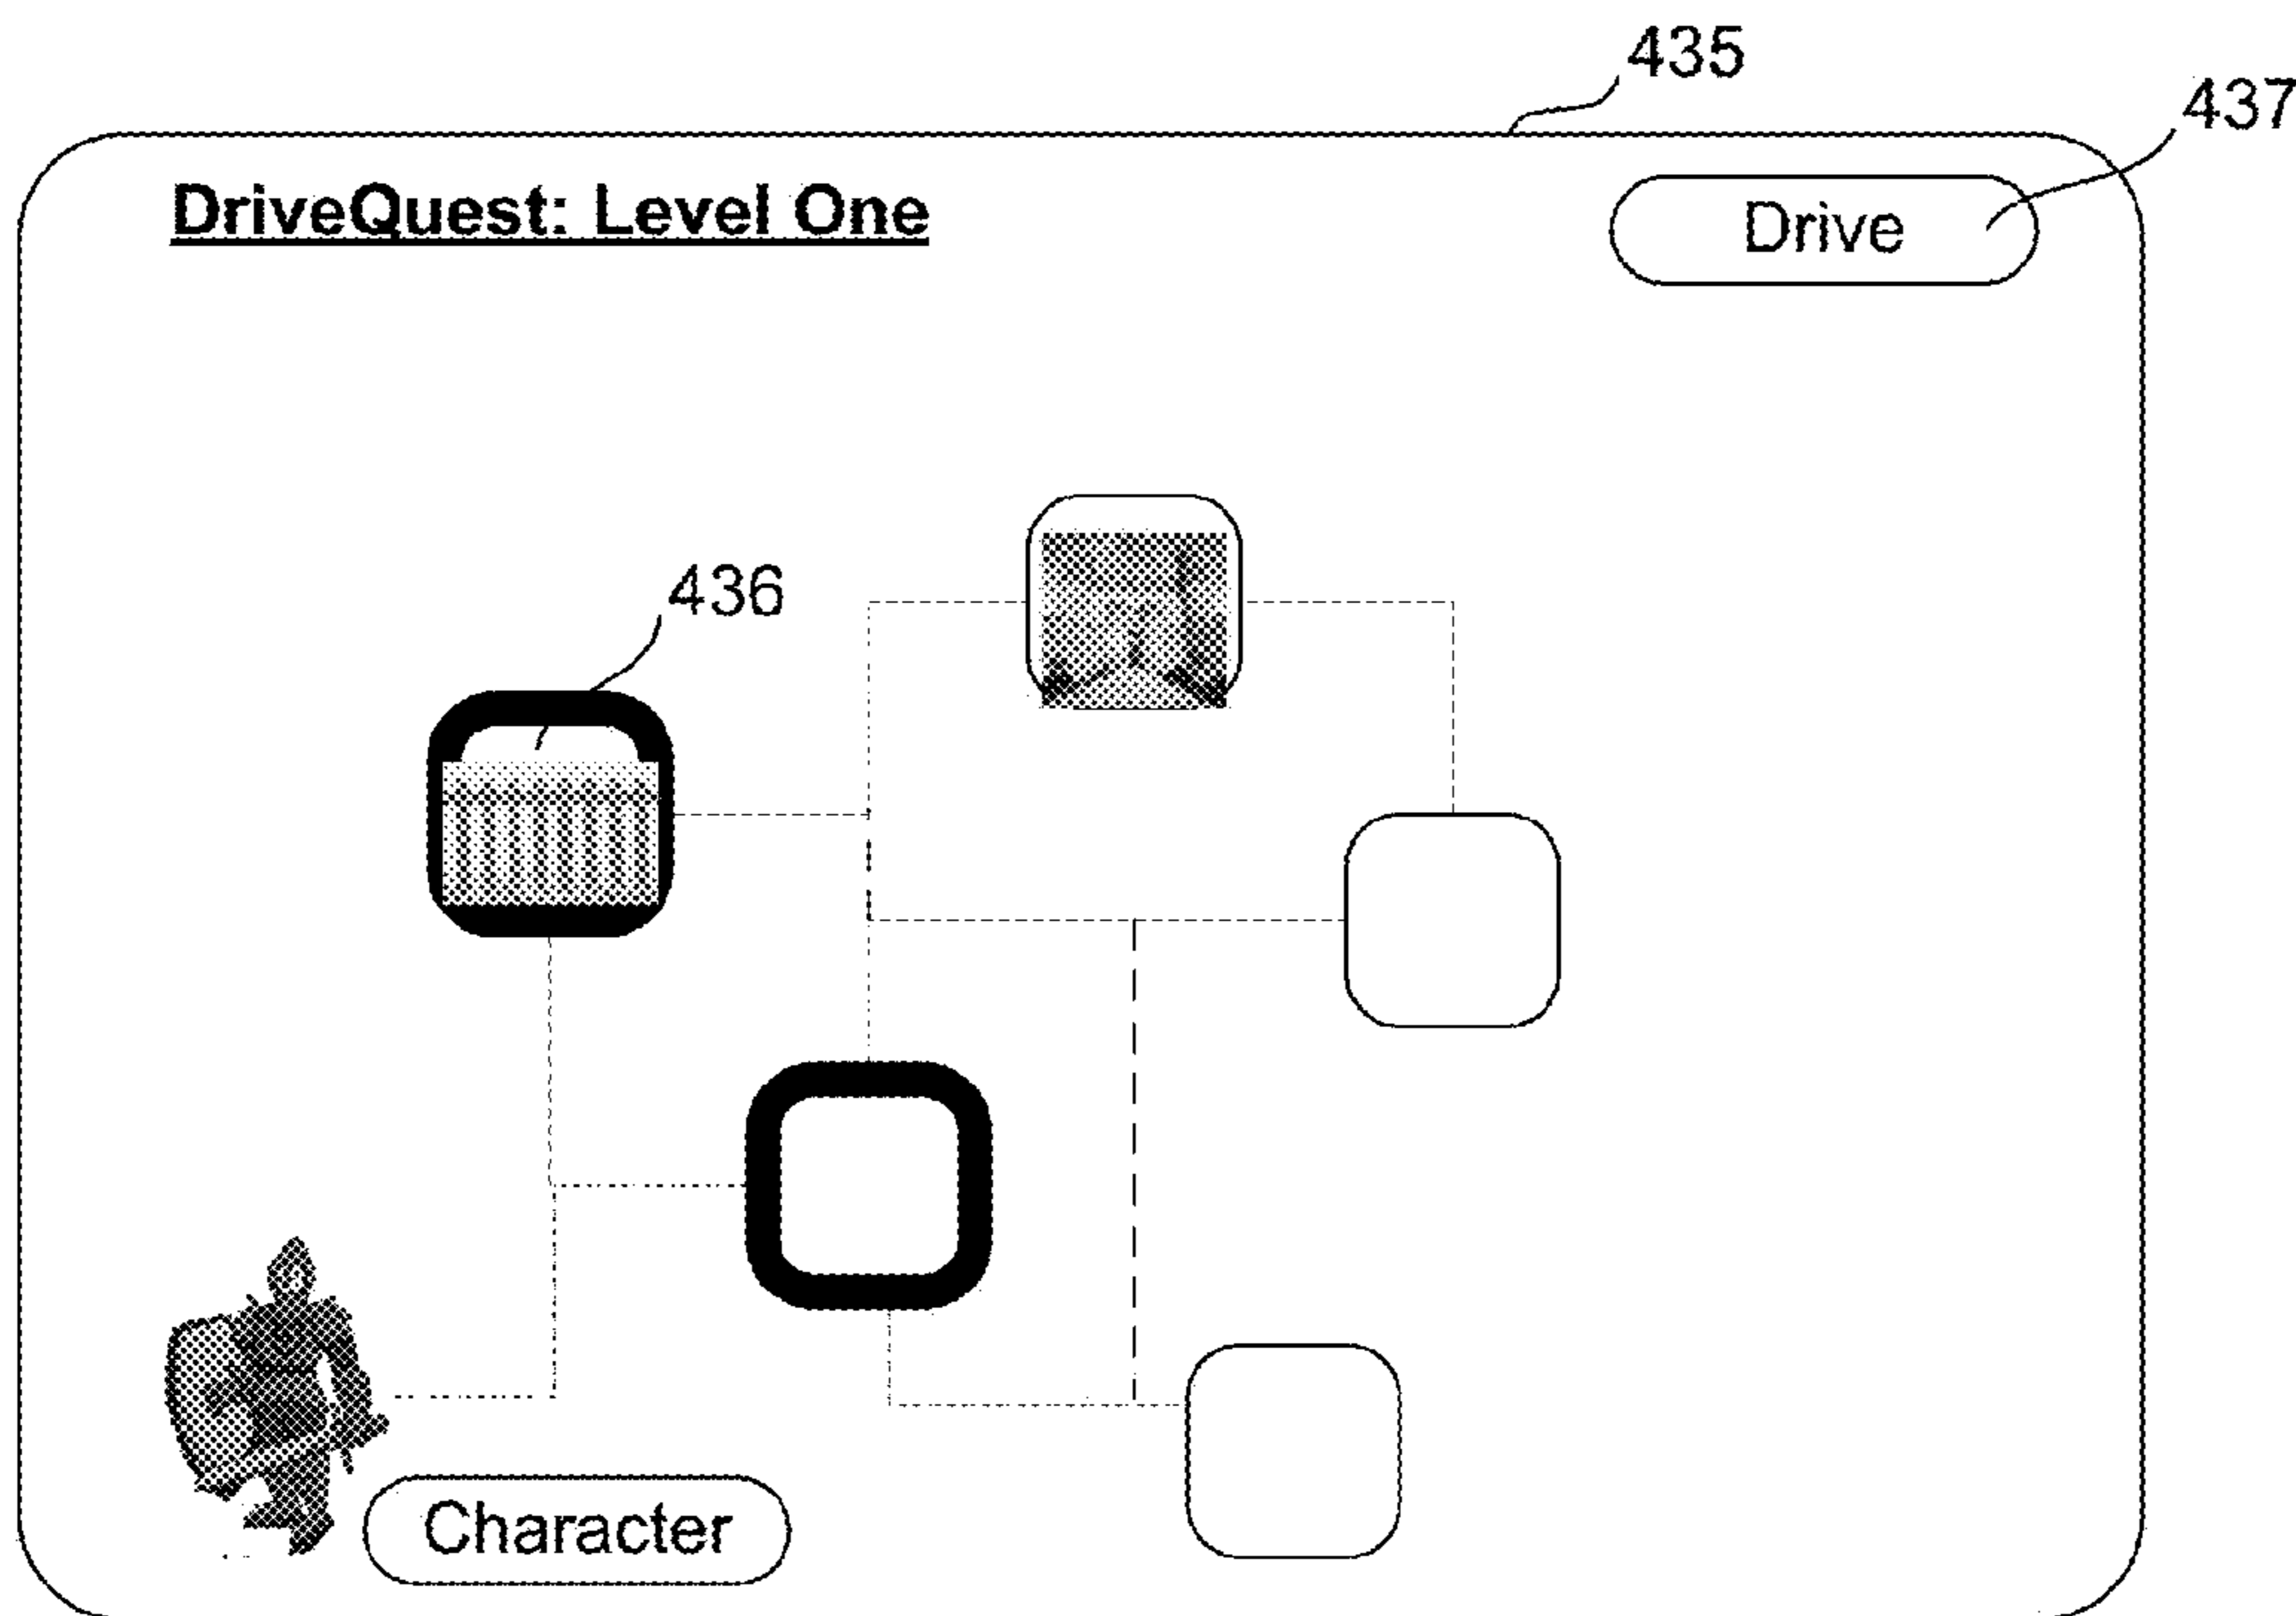 435
437
DriveQuest: Level One
Drive
436
Character